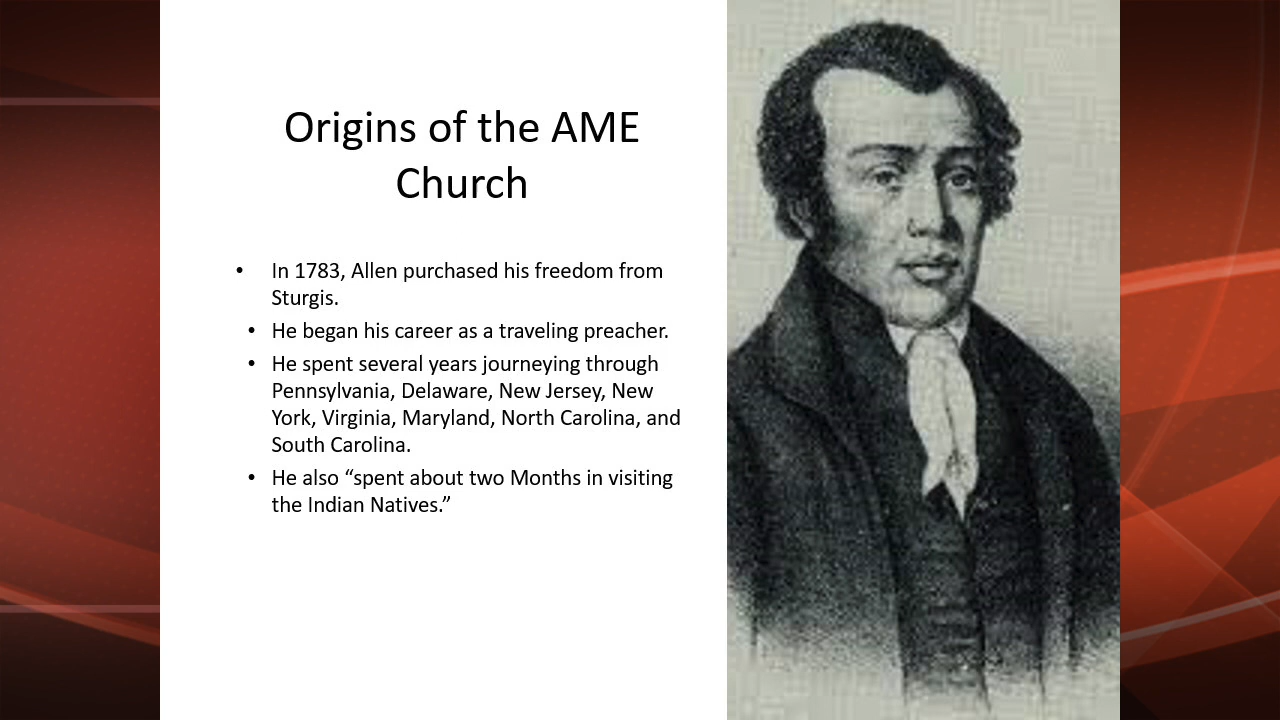 Origins of the AME
Church
• In 1783, Allen purchased his freedom from
Sturgis.
• He began his career as a traveling preacher.
• He spent several years journeying through
Pennsylvania, Delaware, New Jersey, New
York, Virginia, Maryland, North Carolina, and
South Carolina.
• He also “spent about two Months in visiting
the Indian Natives.”